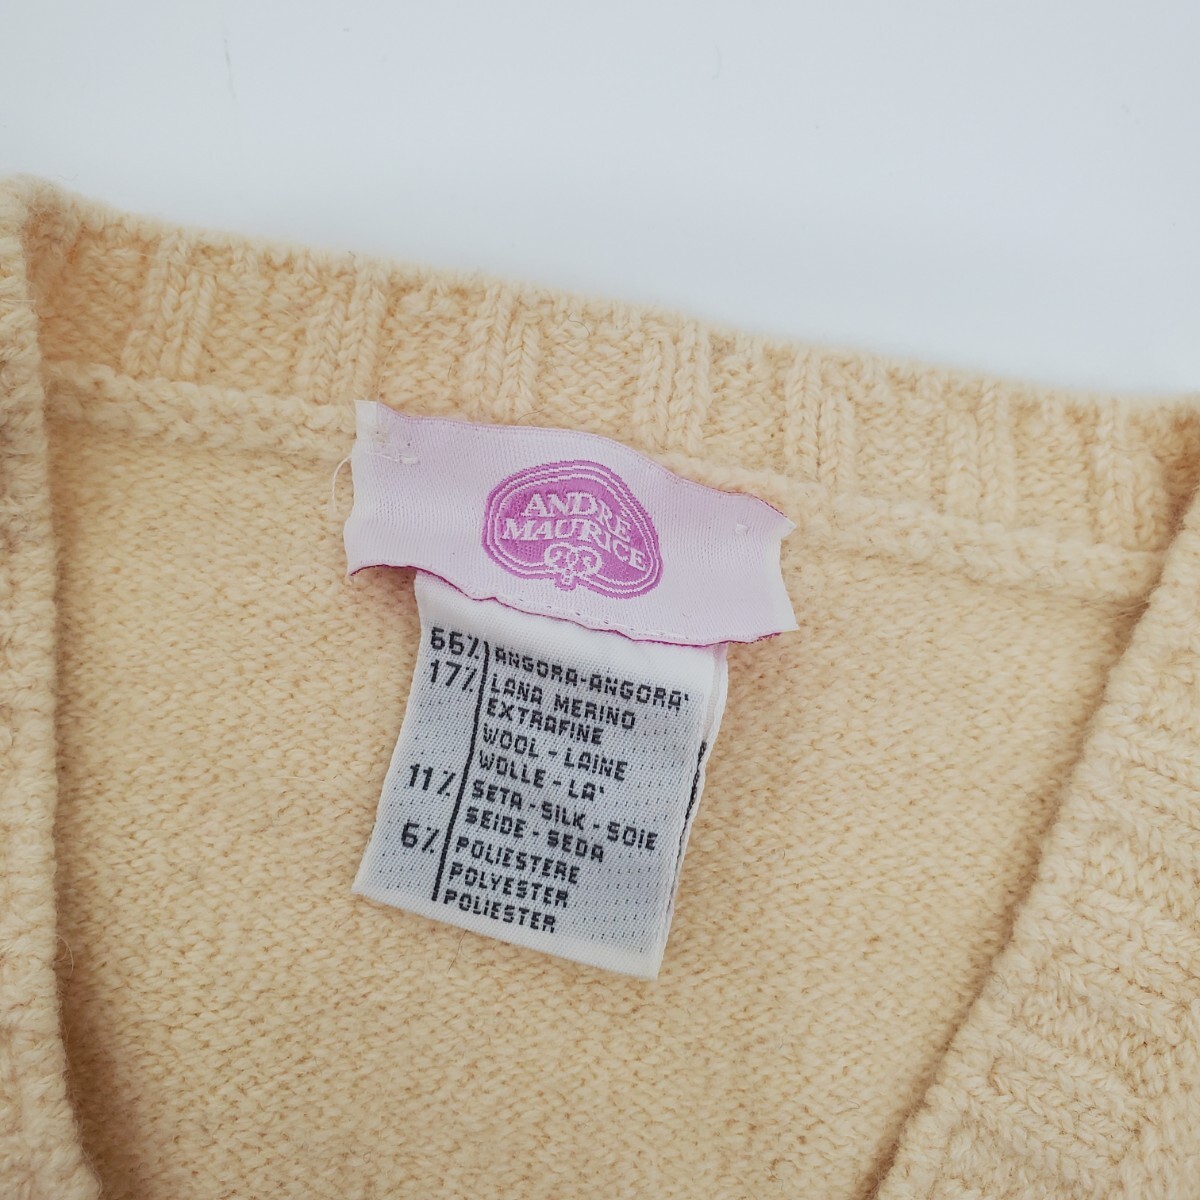 ANDRE
MAURICE
66% ANGORA-ANGORA'
17% LANA MERINO
EXTRAFINE
WOOL - LAINE
WOLLE - LA'
11% SETA - SILK - SOIE
SEIDE - SEDA
6% POLIESTERE
POLYESTER
POLIESTER